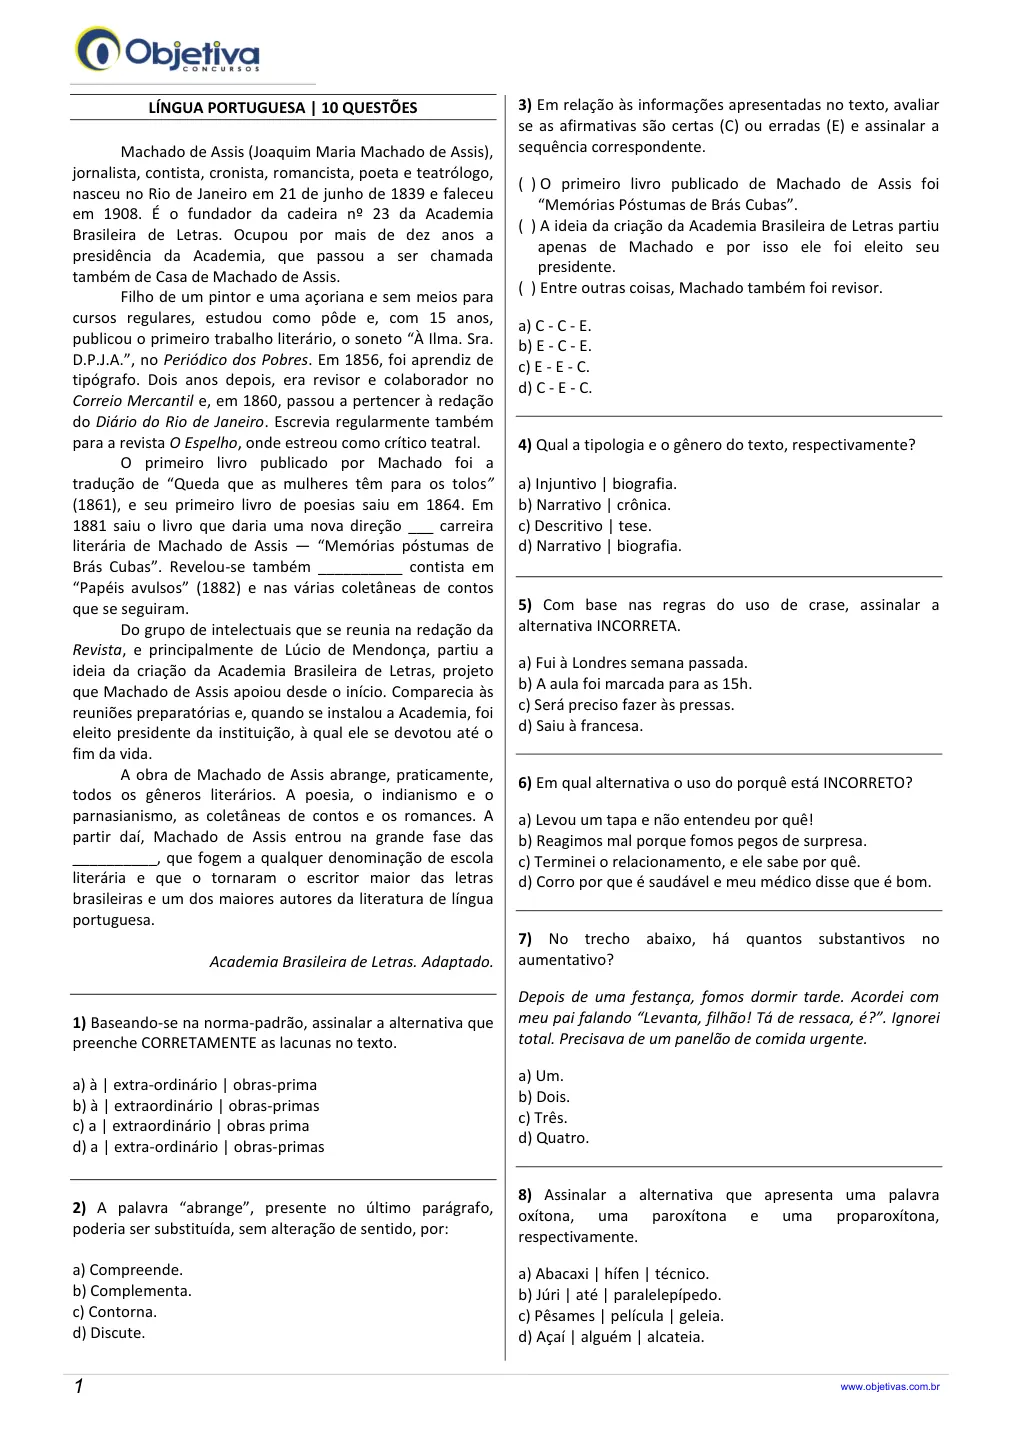 Objetiva
CONCURSOS
LÍNGUA PORTUGUESA | 10 QUESTÕES
Machado de Assis (Joaquim Maria Machado de Assis),
jornalista, contista, cronista, romancista, poeta e teatrólogo,
nasceu no Rio de Janeiro em 21 de junho de 1839 e faleceu
em 1908. É o fundador da cadeira nº 23 da Academia
Brasileira de Letras. Ocupou por mais de dez anos a
presidência da Academia, que passou a ser chamada
também de Casa de Machado de Assis.
Filho de um pintor e uma açoriana e sem meios para
cursos regulares, estudou como pôde e, com 15 anos,
publicou o primeiro trabalho literário, o soneto “À Ilma. Sra.
D.P.J.A.”, no Periódico dos Pobres. Em 1856, foi aprendiz de
tipógrafo. Dois anos depois, era revisor e colaborador no
Correio Mercantil e, em 1860, passou a pertencer à redação
do Diário do Rio de Janeiro. Escrevia regularmente também
para a revista O Espelho, onde estreou como crítico teatral.
O primeiro livro publicado por Machado foi a
tradução de “Queda que as mulheres têm para os tolos”
(1861), e seu primeiro livro de poesias saiu em 1864. Em
1881 saiu o livro que daria uma nova direção ___ carreira
literária de Machado de Assis — “Memórias póstumas de
Brás Cubas”. Revelou-se também __________ contista em
“Papéis avulsos” (1882) e nas várias coletâneas de contos
que se seguiram.
Do grupo de intelectuais que se reunia na redação da
Revista, e principalmente de Lúcio de Mendonça, partiu a
ideia da criação da Academia Brasileira de Letras, projeto
que Machado de Assis apoiou desde o início. Comparecia às
reuniões preparatórias e, quando se instalou a Academia, foi
eleito presidente da instituição, à qual ele se devotou até o
fim da vida.
A obra de Machado de Assis abrange, praticamente,
todos os gêneros literários. A poesia, o indianismo e o
parnasianismo, as coletâneas de contos e os romances. A
partir daí, Machado de Assis entrou na grande fase das
__________, que fogem a qualquer denominação de escola
literária e que o tornaram o escritor maior das letras
brasileiras e um dos maiores autores da literatura de língua
portuguesa.
Academia Brasileira de Letras. Adaptado.
1) Baseando-se na norma-padrão, assinalar a alternativa que
preenche CORRETAMENTE as lacunas no texto.
a) à | extra-ordinário | obras-prima
b) à | extraordinário | obras-primas
c) a | extraordinário | obras prima
d) a | extra-ordinário | obras-primas
2) A palavra “abrange”, presente no último parágrafo,
poderia ser substituída, sem alteração de sentido, por:
a) Compreende.
b) Complementa.
c) Contorna.
d) Discute.
3) Em relação às informações apresentadas no texto, avaliar
se as afirmativas são certas (C) ou erradas (E) e assinalar a
sequência correspondente.
( ) O primeiro livro publicado de Machado de Assis foi
“Memórias Póstumas de Brás Cubas”.
( ) A ideia da criação da Academia Brasileira de Letras partiu
apenas de Machado e por isso ele foi eleito seu
presidente.
( ) Entre outras coisas, Machado também foi revisor.
a) C - C - E.
b) E - C - E.
c) E - E - C.
d) C - E - C.
4) Qual a tipologia e o gênero do texto, respectivamente?
a) Injuntivo | biografia.
b) Narrativo | crônica.
c) Descritivo | tese.
d) Narrativo | biografia.
5) Com base nas regras do uso de crase, assinalar a
alternativa INCORRETA.
a) Fui à Londres semana passada.
b) A aula foi marcada para as 15h.
c) Será preciso fazer às pressas.
d) Saiu à francesa.
6) Em qual alternativa o uso do porquê está INCORRETO?
a) Levou um tapa e não entendeu por quê!
b) Reagimos mal porque fomos pegos de surpresa.
c) Terminei o relacionamento, e ele sabe por quê.
d) Corro por que é saudável e meu médico disse que é bom.
7) No trecho abaixo, há quantos substantivos no
aumentativo?
Depois de uma festança, fomos dormir tarde. Acordei com
meu pai falando “Levanta, filhão! Tá de ressaca, é?”. Ignorei
total. Precisava de um panelão de comida urgente.
a) Um.
b) Dois.
c) Três.
d) Quatro.
8) Assinalar a alternativa que apresenta uma palavra
oxítona, uma paroxítona e uma proparoxítona,
respectivamente.
a) Abacaxi | hífen | técnico.
b) Júri | até | paralelepípedo.
c) Pêsames | película | geleia.
d) Açaí | alguém | alcateia.
1
www.objetivas.com.br